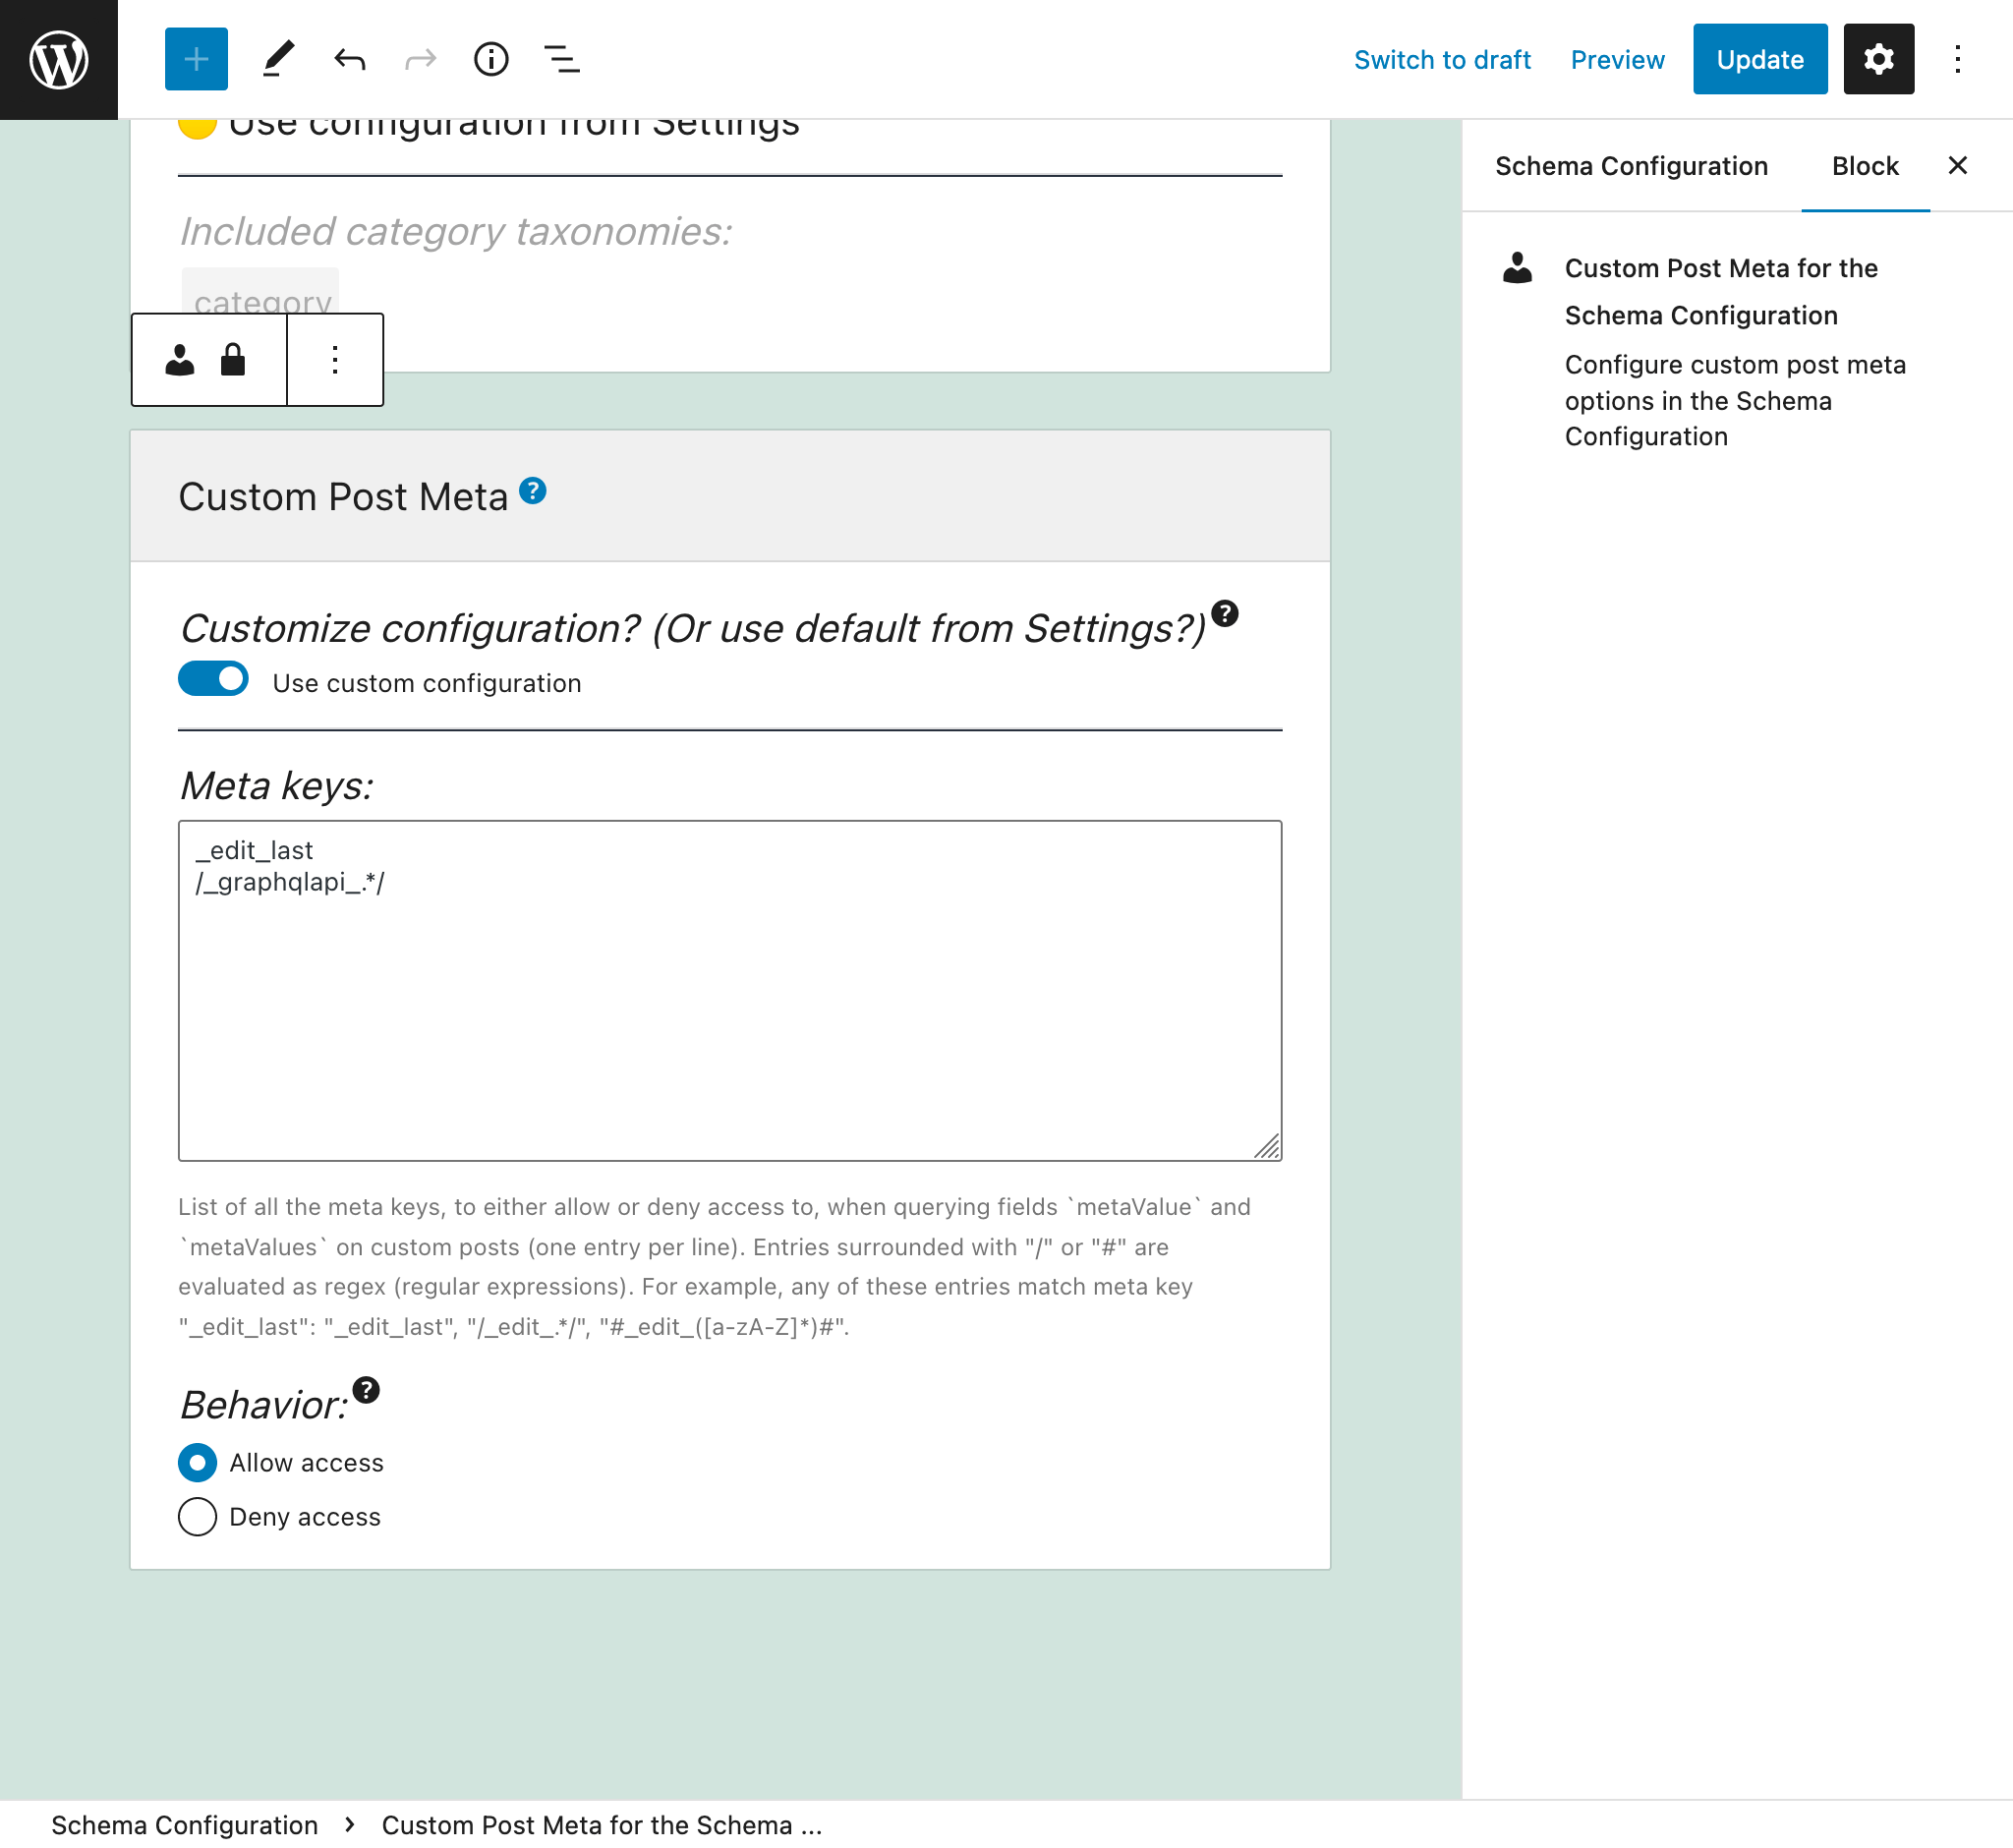 Switch to draft Preview Update
Use configuration from Settings
Included category taxonomies:
category
Custom Post Meta ?
Customize configuration? (Or use default from Settings?) ?
Use custom configuration
Meta keys:
_edit_last
/_graphqlapi_.*/
List of all the meta keys, to either allow or deny access to, when querying fields `metaValue` and
`metaValues` on custom posts (one entry per line). Entries surrounded with "/" or "#" are
evaluated as regex (regular expressions). For example, any of these entries match meta key
"_edit_last": "_edit_last", "/_edit_.*/", "#_edit_([a-zA-Z]*)#".
Behavior: ?
Allow access
Deny access
Schema Configuration Block
Custom Post Meta for the
Schema Configuration
Configure custom post meta
options in the Schema
Configuration
Schema Configuration › Custom Post Meta for the Schema ...